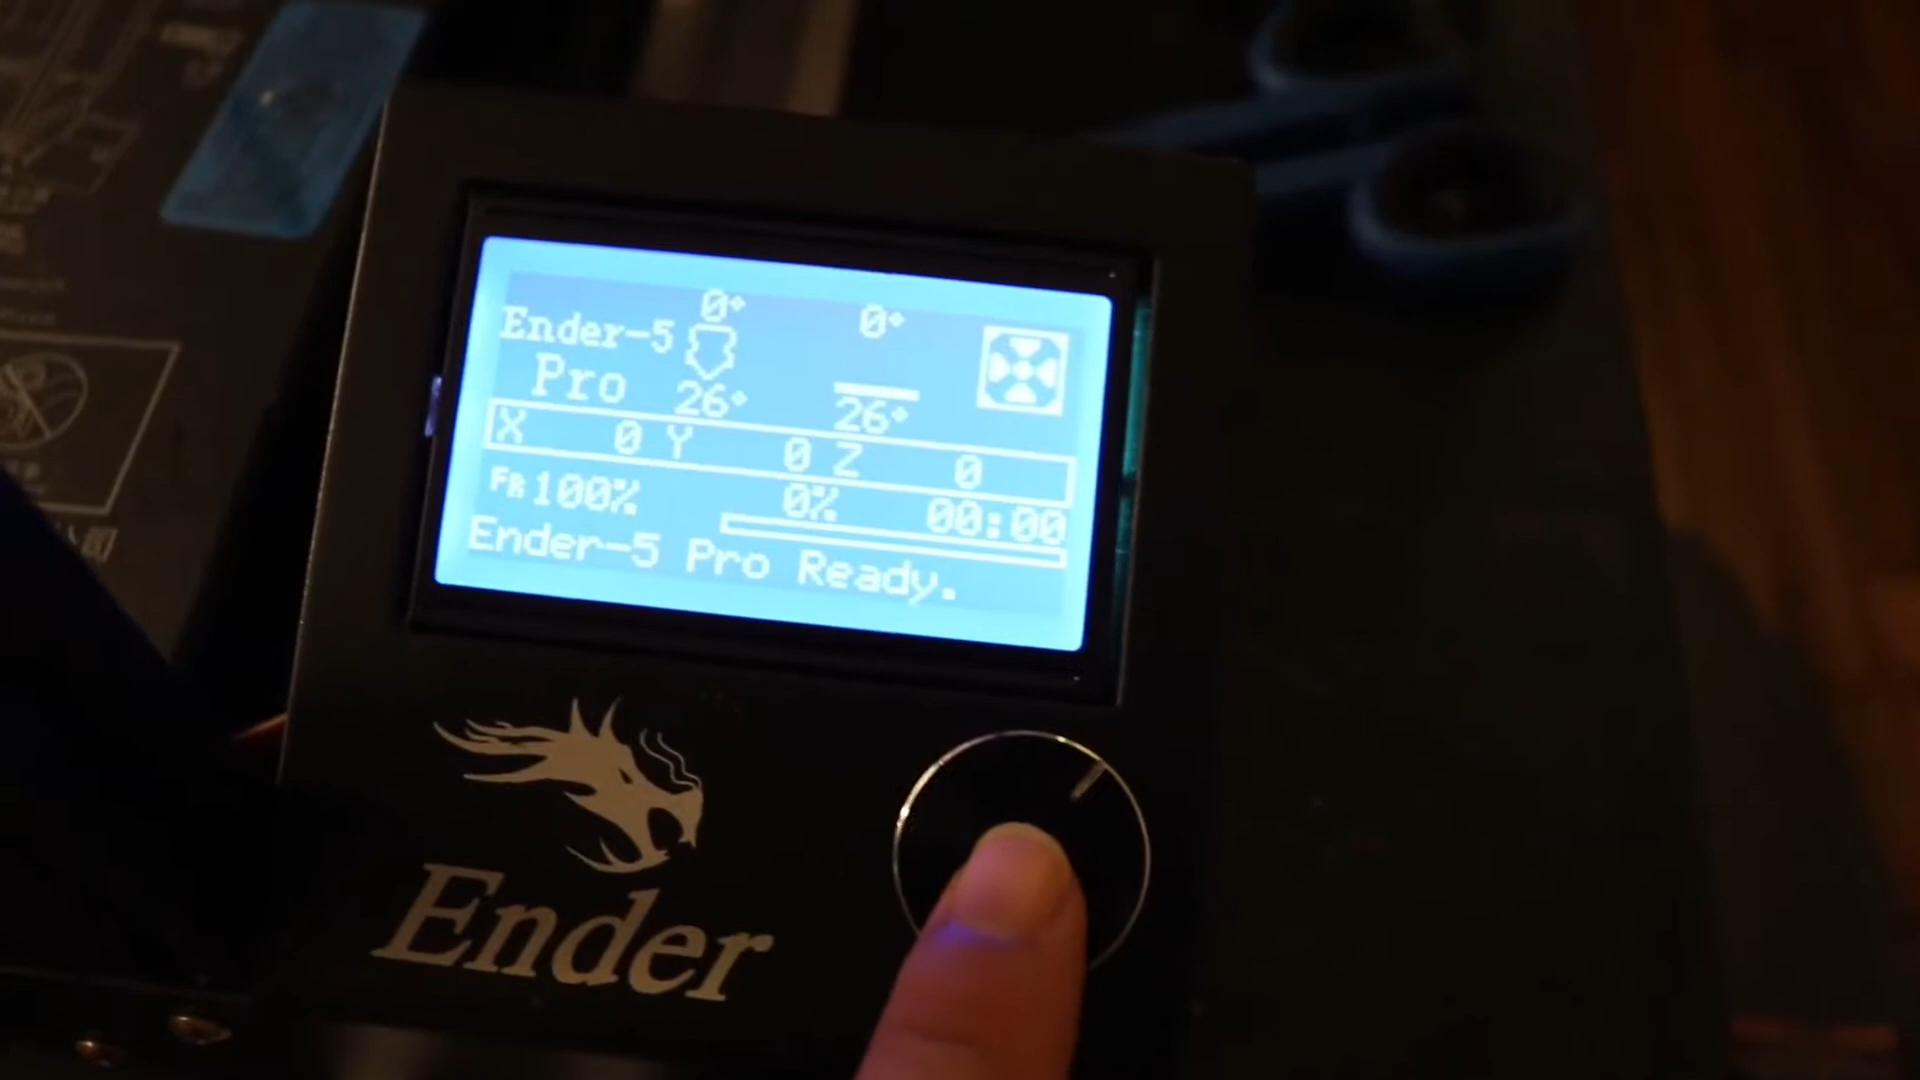 0° 0°
Ender-5
Pro 26° 26°
X 0 Y 0 Z 0
FR 100% 0% 00:00
Ender-5 Pro Ready.
Ender